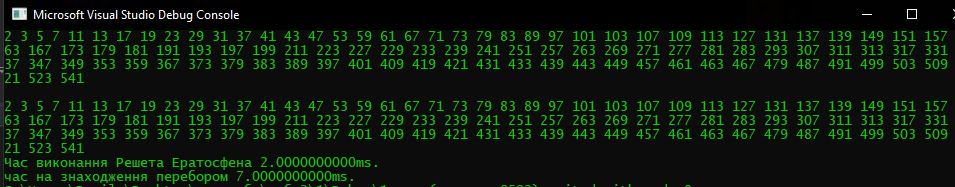 Microsoft Visual Studio Debug Console
2 3 5 7 11 13 17 19 23 29 31 37 41 43 47 53 59 61 67 71 73 79 83 89 97 101 103 107 109 113 127 131 137 139 149 151 157
63 167 173 179 181 191 193 197 199 211 223 227 229 233 239 241 251 257 263 269 271 277 281 283 293 307 311 313 317 331
37 347 349 353 359 367 373 379 383 389 397 401 409 419 421 431 433 439 443 449 457 461 463 467 479 487 491 499 503 509
21 523 541
2 3 5 7 11 13 17 19 23 29 31 37 41 43 47 53 59 61 67 71 73 79 83 89 97 101 103 107 109 113 127 131 137 139 149 151 157
63 167 173 179 181 191 193 197 199 211 223 227 229 233 239 241 251 257 263 269 271 277 281 283 293 307 311 313 317 331
37 347 349 353 359 367 373 379 383 389 397 401 409 419 421 431 433 439 443 449 457 461 463 467 479 487 491 499 503 509
21 523 541
Час виконання Решета Ератосфена 2.0000000000ms.
час на знаходження перебором 7.0000000000ms.